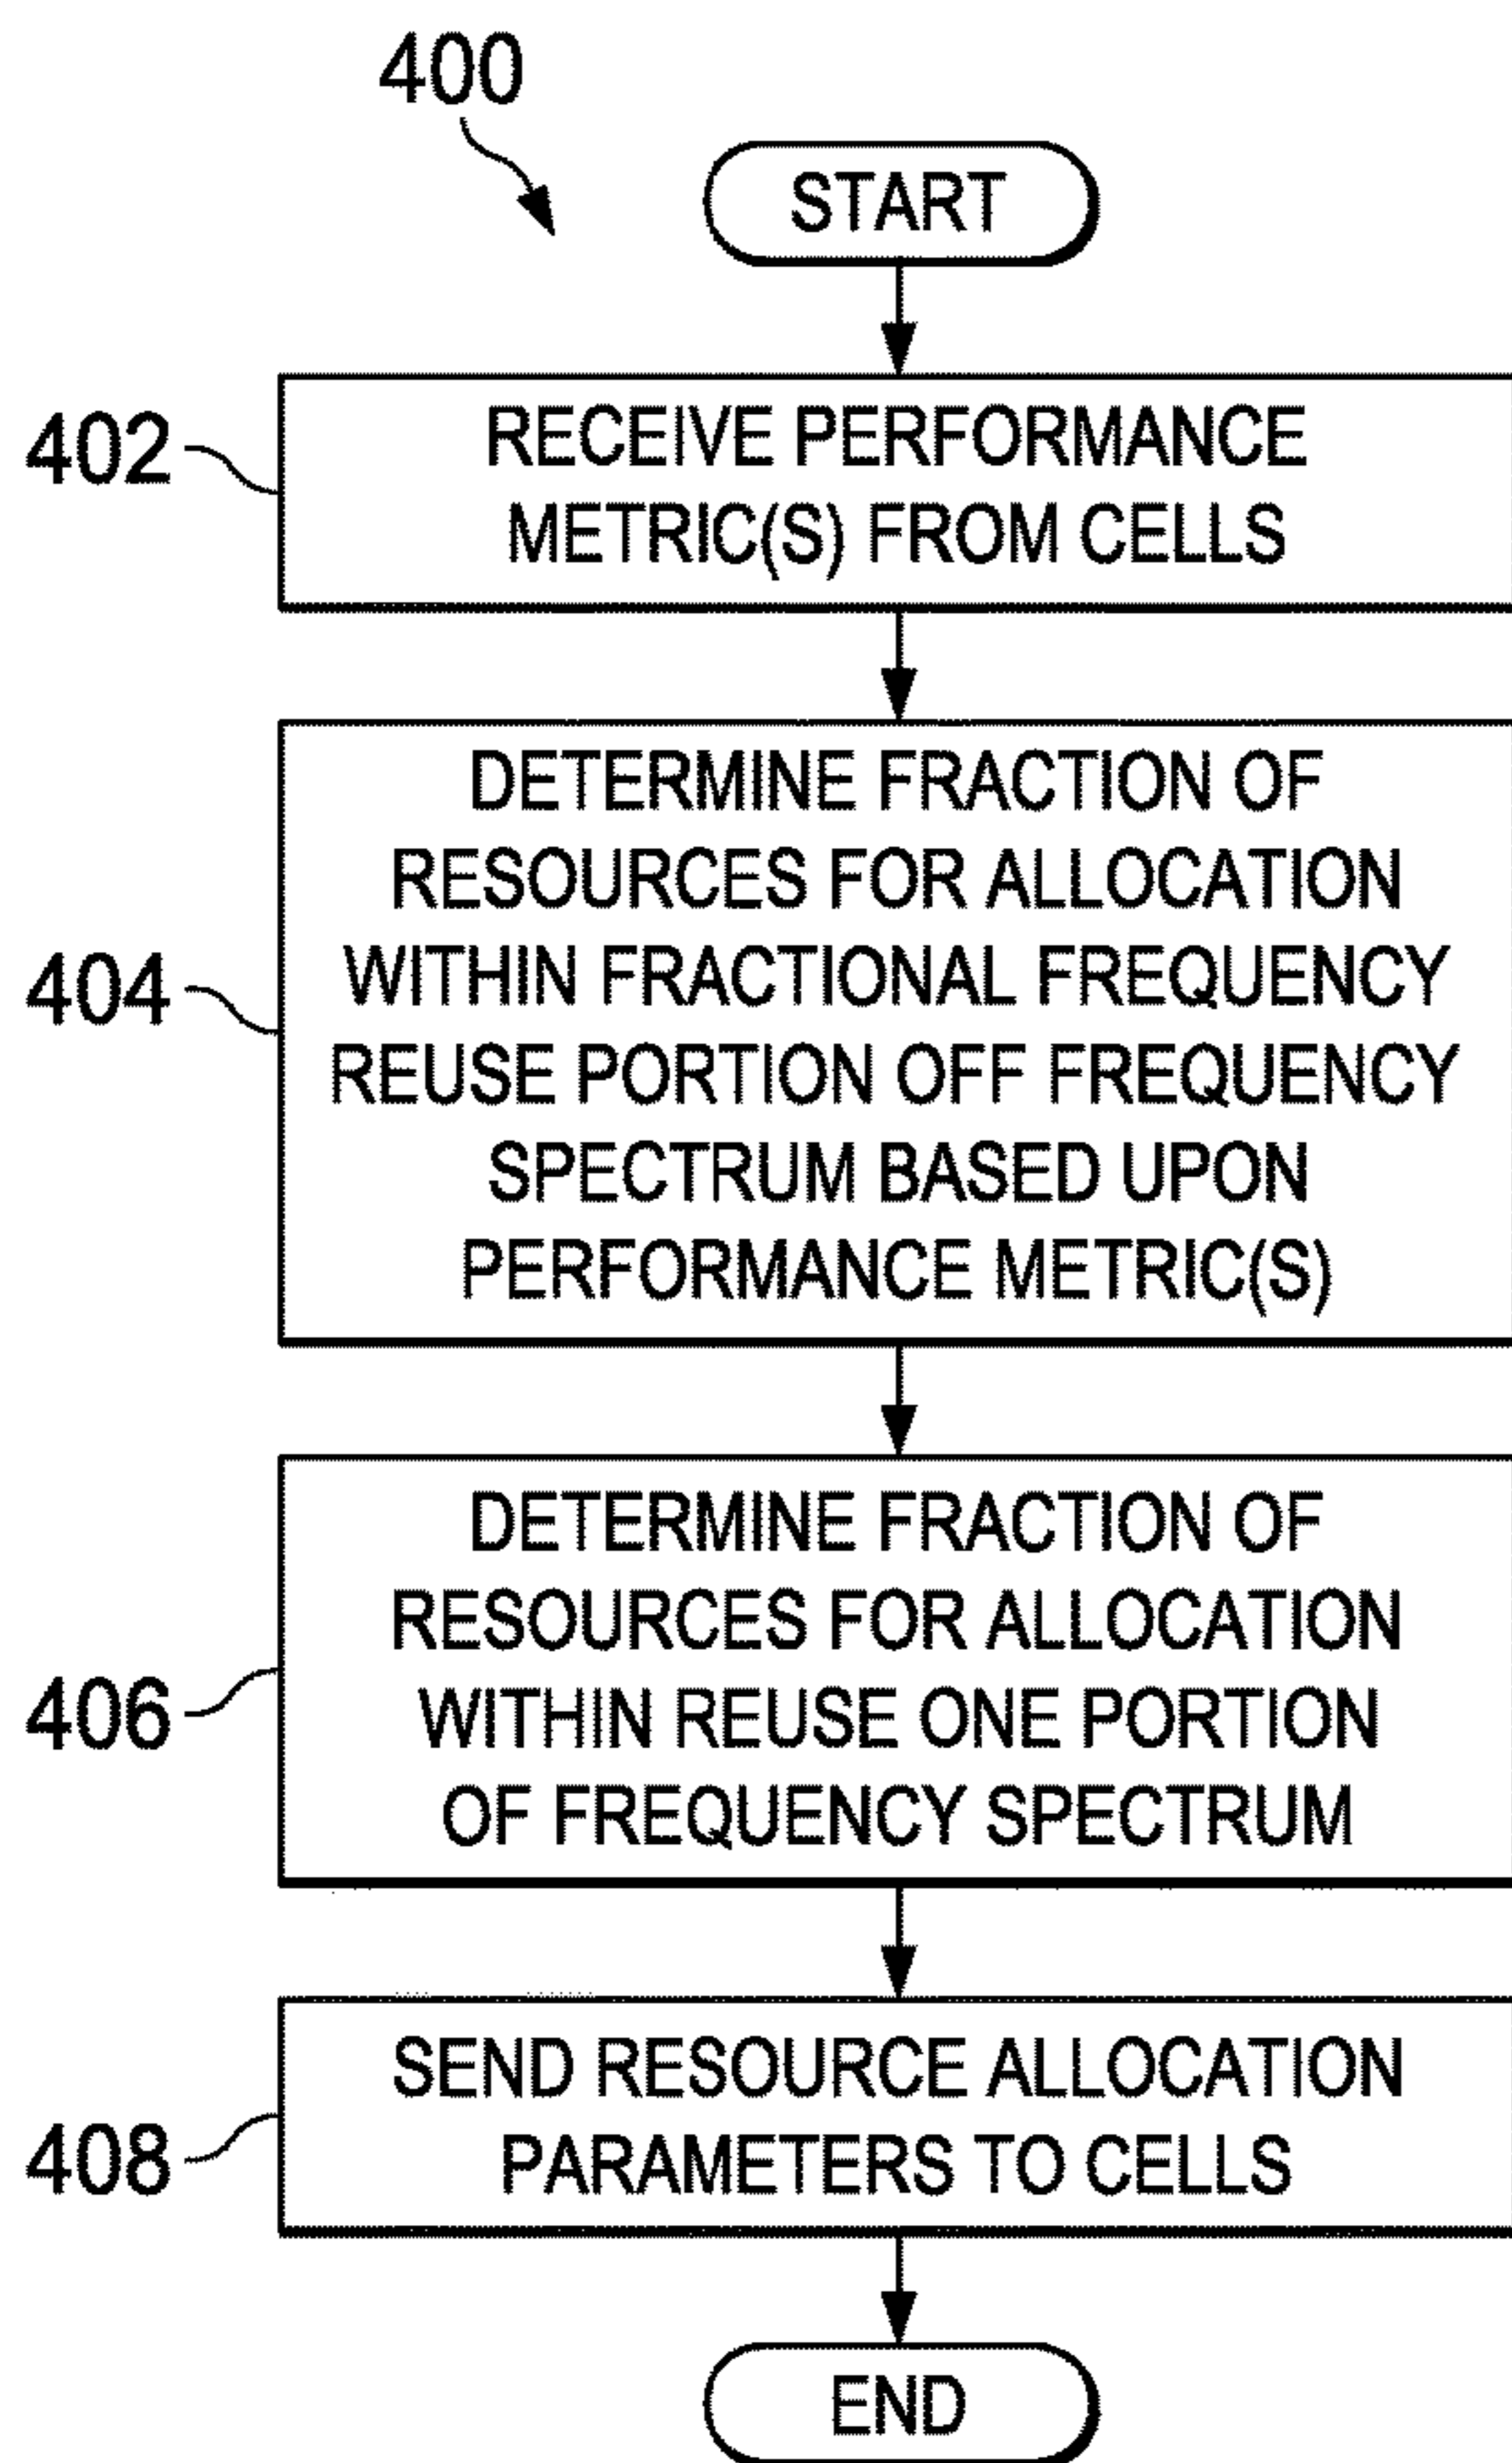 400
START
402
RECEIVE PERFORMANCE
METRIC(S) FROM CELLS
404
DETERMINE FRACTION OF
RESOURCES FOR ALLOCATION
WITHIN FRACTIONAL FREQUENCY
REUSE PORTION OFF FREQUENCY
SPECTRUM BASED UPON
PERFORMANCE METRIC(S)
406
DETERMINE FRACTION OF
RESOURCES FOR ALLOCATION
WITHIN REUSE ONE PORTION
OF FREQUENCY SPECTRUM
408
SEND RESOURCE ALLOCATION
PARAMETERS TO CELLS
END